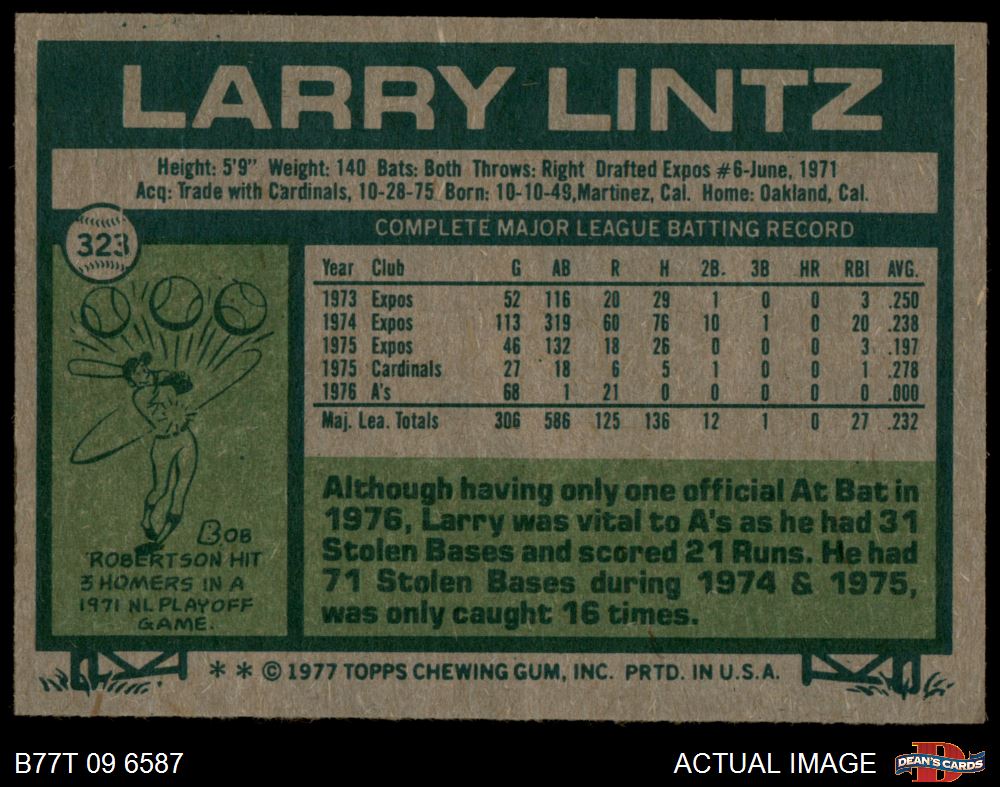 LARRY LINTZ
Height: 5'9" Weight: 140 Bats: Both Throws: Right Drafted Expos #6-June, 1971
Acq: Trade with Cardinals, 10-28-75 Born: 10-10-49, Martinez, Cal. Home: Oakland, Cal.
323
COMPLETE MAJOR LEAGUE BATTING RECORD
Year Club G AB R H 2B. 3B HR RBI AVG.
1973 Expos 52 116 20 29 1 0 0 3 .250
1974 Expos 113 319 60 76 10 1 0 20 .238
1975 Expos 46 132 18 26 0 0 0 3 .197
1975 Cardinals 27 18 6 5 1 0 0 1 .278
1976 A's 68 1 21 0 0 0 0 0 .000
Maj. Lea. Totals 306 586 125 136 12 1 0 27 .232
BOB
ROBERTSON HIT
3 HOMERS IN A
1971 NL PLAYOFF
GAME.
Although having only one official At Bat in
1976, Larry was vital to A's as he had 31
Stolen Bases and scored 21 Runs. He had
71 Stolen Bases during 1974 & 1975,
was only caught 16 times.
* * © 1977 TOPPS CHEWING GUM, INC. PRTD. IN U.S.A.
B77T 09 6587
ACTUAL IMAGE
D
DEAN'S CARDS